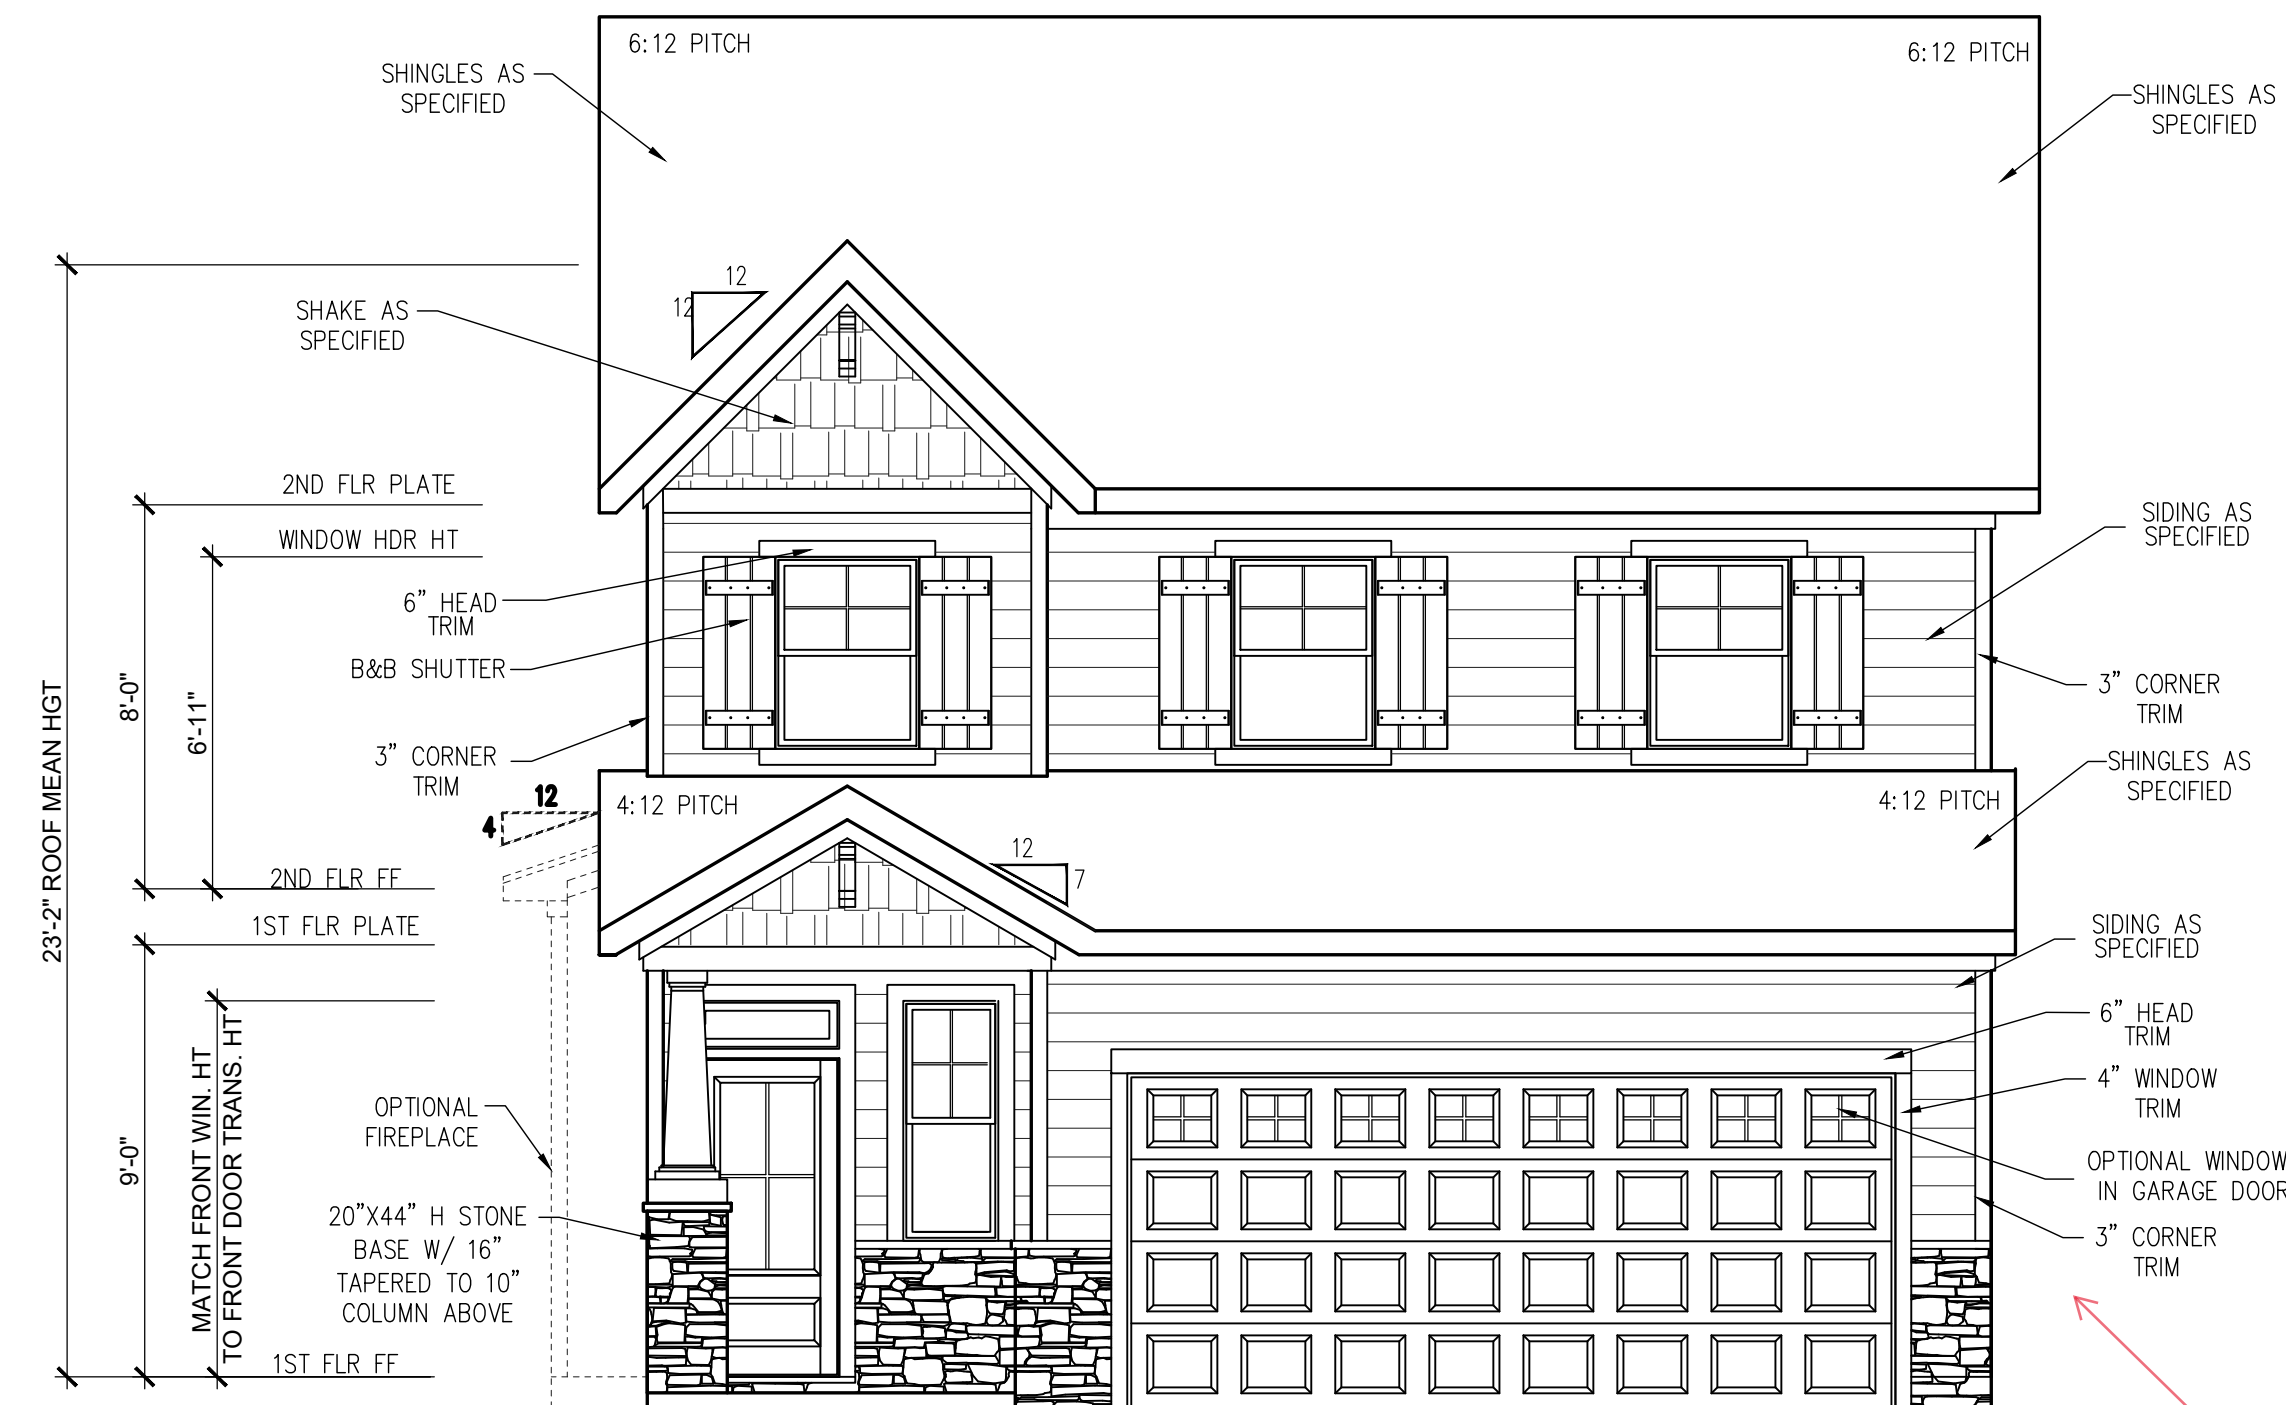 6:12 PITCH
6:12 PITCH
SHINGLES AS
SPECIFIED
SHINGLES AS
SPECIFIED
12
12
SHAKE AS
SPECIFIED
2ND FLR PLATE
WINDOW HDR HT
SIDING AS
SPECIFIED
6" HEAD
TRIM
B&B SHUTTER
3" CORNER
TRIM
3" CORNER
TRIM
8'-0"
6'-11"
23'-2" ROOF MEAN HGT
SHINGLES AS
SPECIFIED
12
4
4:12 PITCH
4:12 PITCH
12
7
2ND FLR FF
1ST FLR PLATE
SIDING AS
SPECIFIED
6" HEAD
TRIM
4" WINDOW
TRIM
OPTIONAL
FIREPLACE
9'-0"
MATCH FRONT WIN. HT
TO FRONT DOOR TRANS. HT
OPTIONAL WINDOW
IN GARAGE DOOR
20"X44" H STONE
BASE W/ 16"
TAPERED TO 10"
COLUMN ABOVE
3" CORNER
TRIM
1ST FLR FF